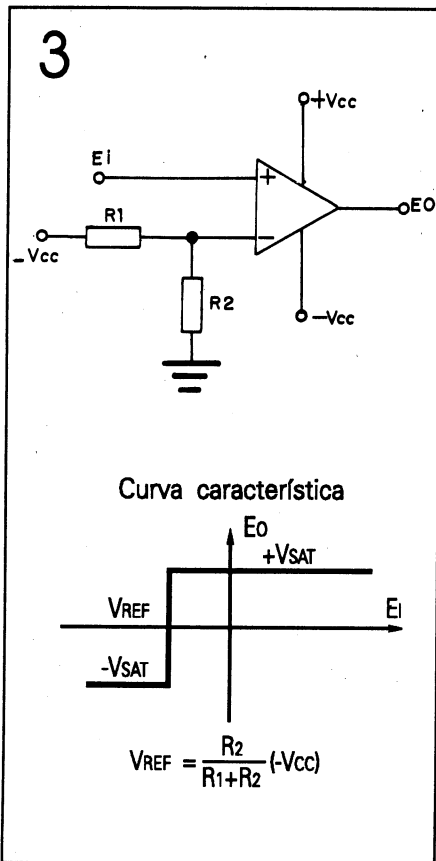 3
+Vcc
Ei
+
EO
R1
-Vcc
−
R2
-Vcc
Curva característica
EO
+VSAT
VREF
EI
-VSAT
VREF = R2 / R1+R2 (-VCC)